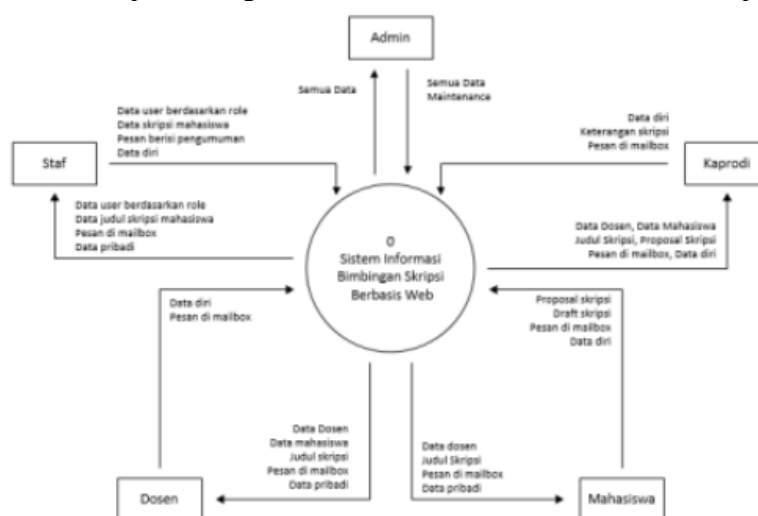 Admin
Semua Data
Semua Data
Maintenance
Data user berdasarkan role
Data skripsi mahasiswa
Pesan berisi pengumuman
Data diri
Data diri
Keterangan skripsi
Pesan di mailbox
Staf
Kaprodi
Data user berdasarkan role
Data judul skripsi mahasiswa
Pesan di mailbox
Data pribadi
0
Sistem Informasi
Bimbingan Skripsi
Berbasis Web
Data Dosen, Data Mahasiswa
Judul Skripsi, Proposal Skripsi
Pesan di mailbox, Data diri
Data diri
Pesan di mailbox
Proposal skripsi
Draft skripsi
Pesan di mailbox
Data diri
Data Dosen
Data mahasiswa
Judul skripsi
Pesan di mailbox
Data pribadi
Data dosen
Judul Skripsi
Pesan di mailbox
Data pribadi
Dosen
Mahasiswa